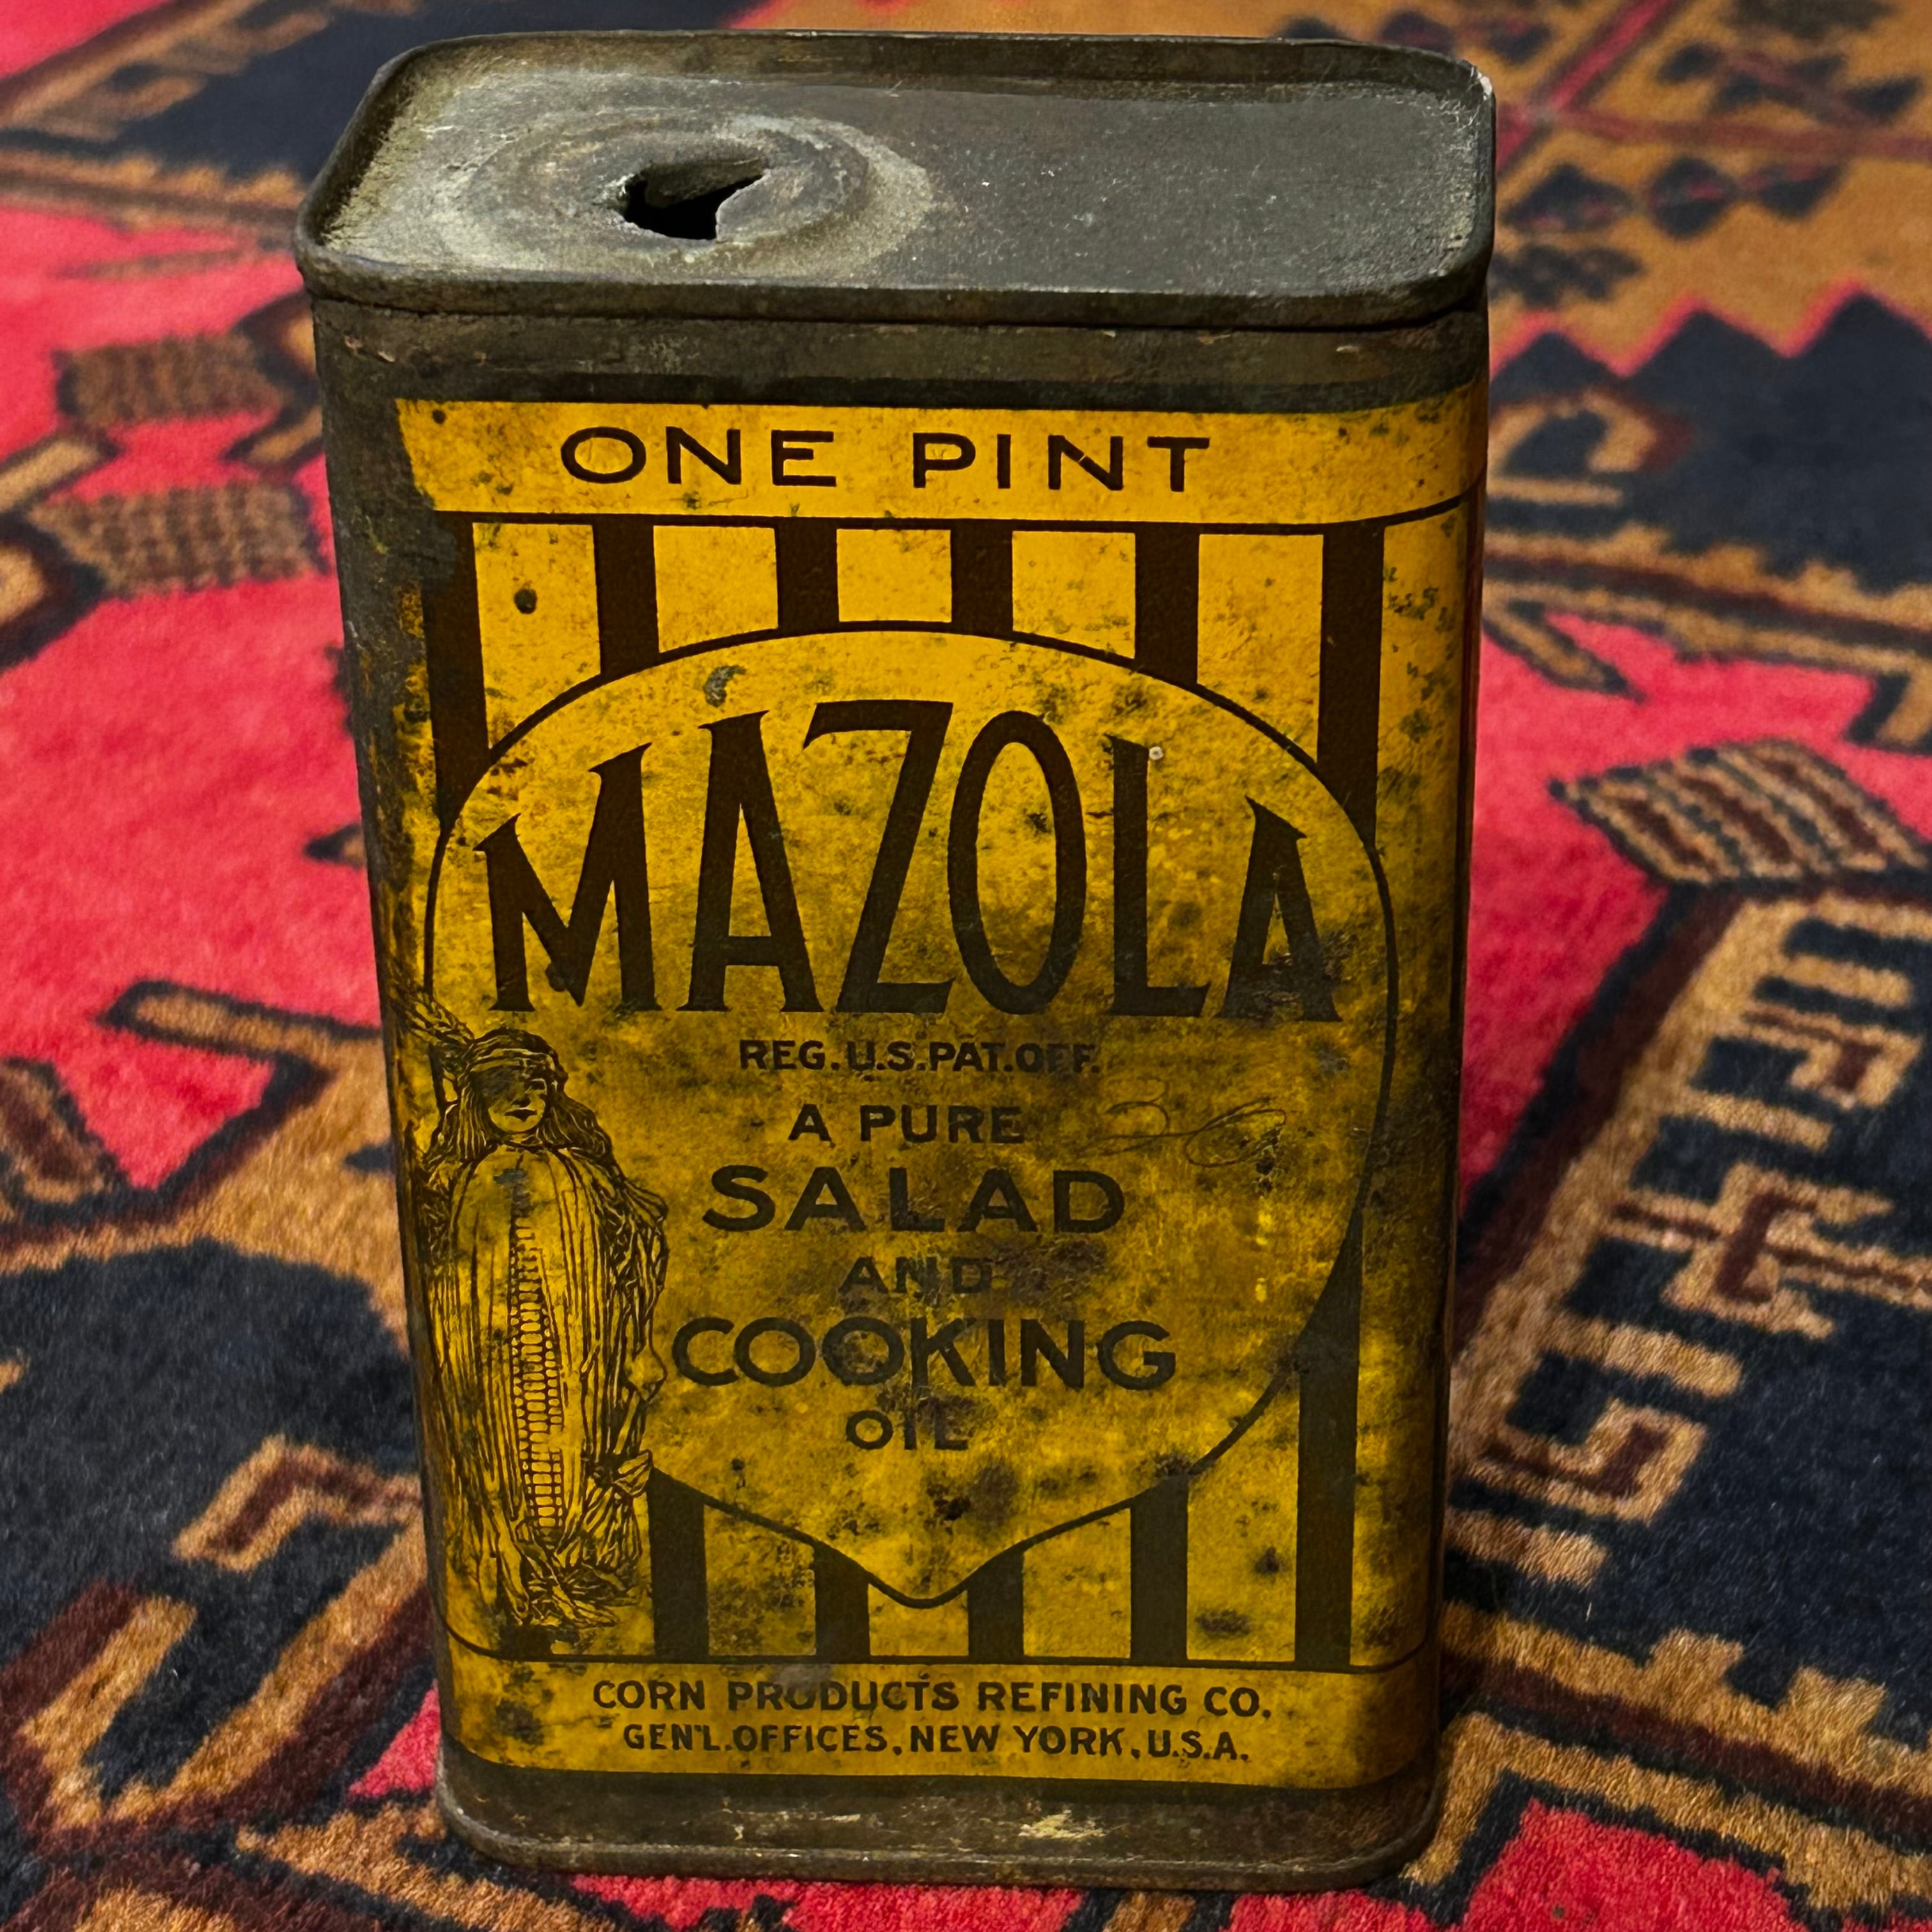 ONE PINT
MAZOLA
REG. U.S. PAT. OFF.
A PURE
SALAD
AND
COOKING
OIL
CORN PRODUCTS REFINING CO.
GEN'L. OFFICES, NEW YORK, U.S.A.